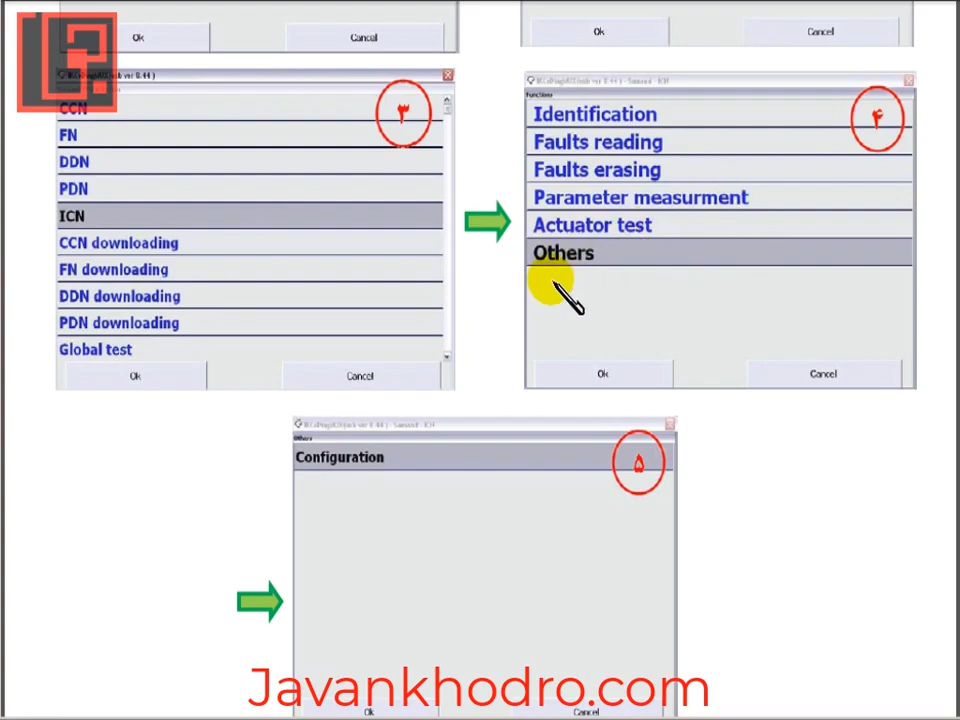 Ok
Cancel
Ok
Cancel
CCN
FN
DDN
PDN
ICN
CCN downloading
FN downloading
DDN downloading
PDN downloading
Global test
Ok
Cancel
۳
Functions
Identification
Faults reading
Faults erasing
Parameter measurment
Actuator test
Others
Ok
Cancel
۴
Others
Configuration
۵
Ok
Cancel
Javankhodro.com